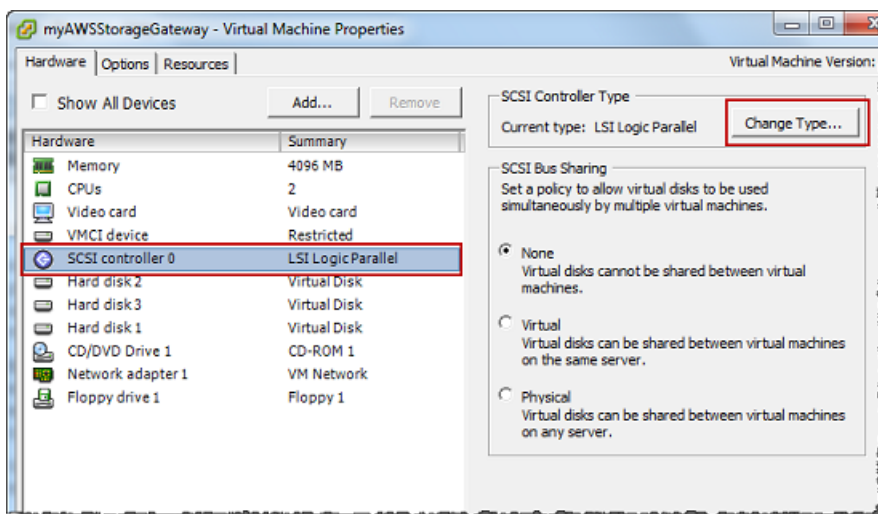 myAWSStorageGateway - Virtual Machine Properties
Hardware Options Resources
Virtual Machine Version:
Show All Devices
Add...
Remove
Hardware Summary
Memory 4096 MB
CPUs 2
Video card Video card
VMCI device Restricted
SCSI controller 0 LSI Logic Parallel
Hard disk 2 Virtual Disk
Hard disk 3 Virtual Disk
Hard disk 1 Virtual Disk
CD/DVD Drive 1 CD-ROM 1
Network adapter 1 VM Network
Floppy drive 1 Floppy 1
SCSI Controller Type
Current type: LSI Logic Parallel
Change Type...
SCSI Bus Sharing
Set a policy to allow virtual disks to be used
simultaneously by multiple virtual machines.
None
Virtual disks cannot be shared between virtual
machines.
Virtual
Virtual disks can be shared between virtual machines
on the same server.
Physical
Virtual disks can be shared between virtual machines
on any server.